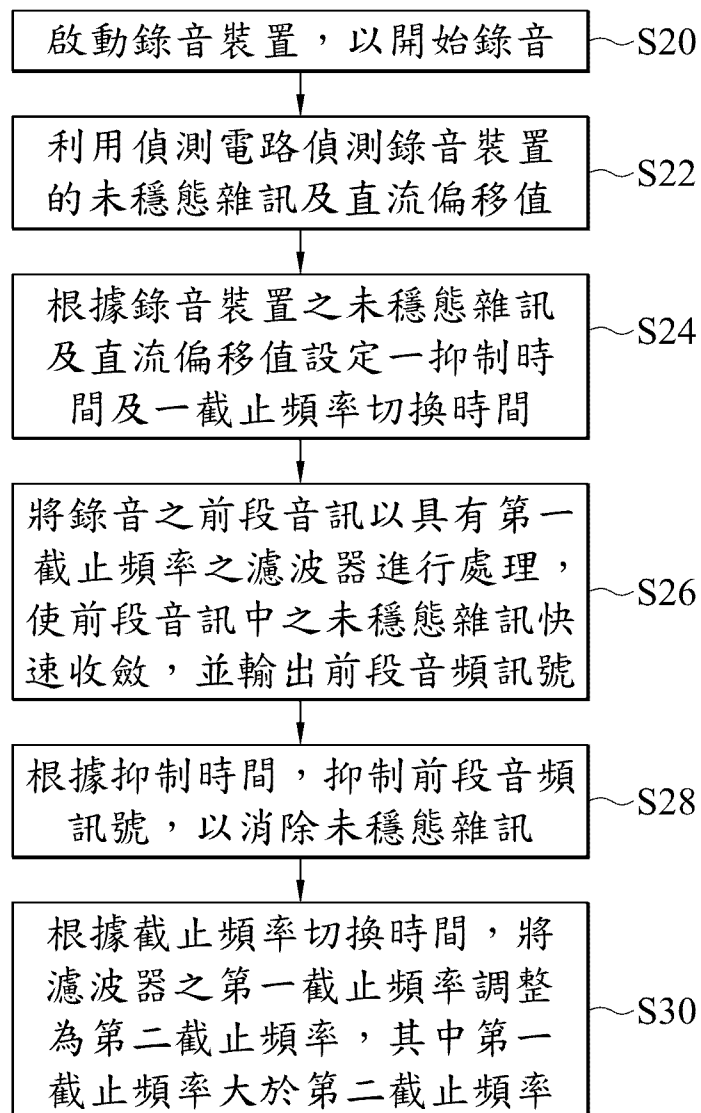 啟動錄音裝置，以開始錄音
S20
利用偵測電路偵測錄音裝置
的未穩態雜訊及直流偏移值
S22
根據錄音裝置之未穩態雜訊
及直流偏移值設定一抑制時
間及一截止頻率切換時間
S24
將錄音之前段音訊以具有第一
截止頻率之濾波器進行處理，
使前段音訊中之未穩態雜訊快
速收斂，並輸出前段音頻訊號
S26
根據抑制時間，抑制前段音頻
訊號，以消除未穩態雜訊
S28
根據截止頻率切換時間，將
濾波器之第一截止頻率調整
為第二截止頻率，其中第一
截止頻率大於第二截止頻率
S30